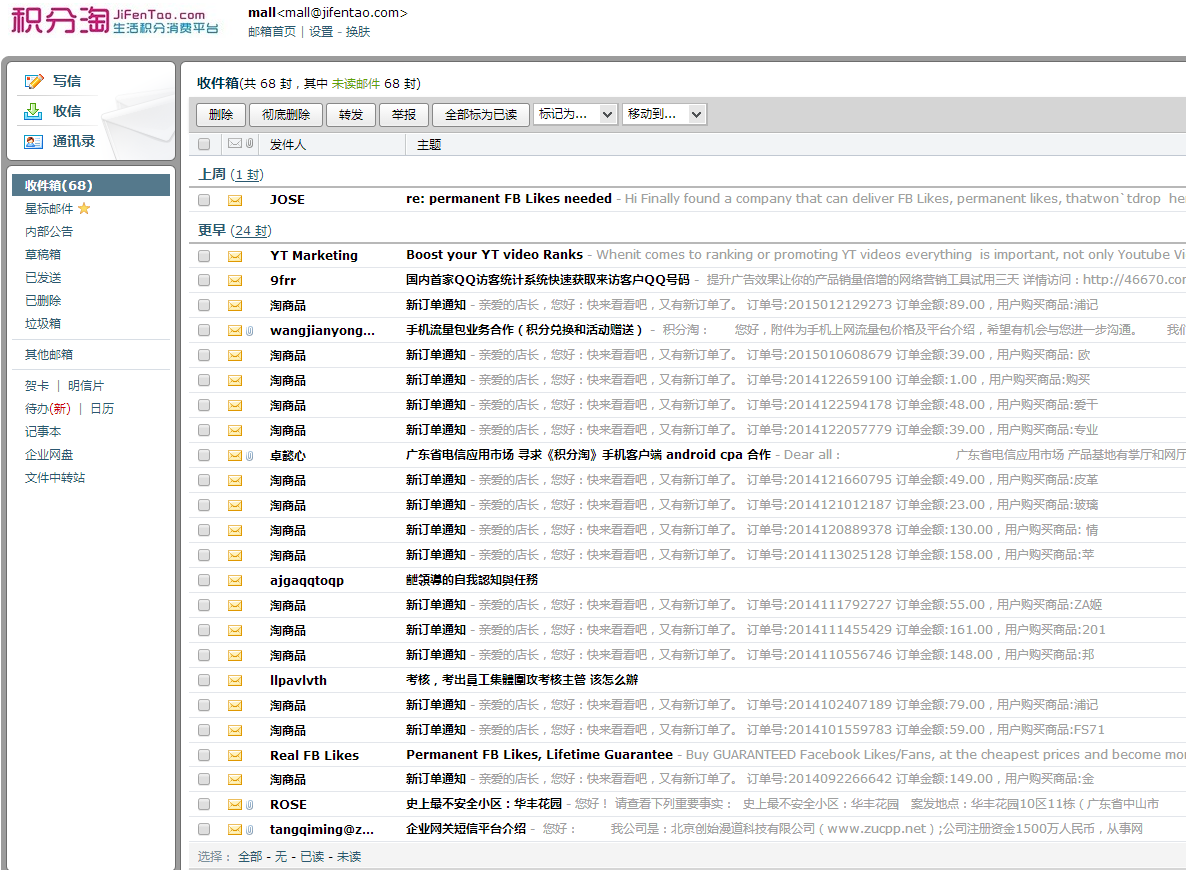 积分淘 JiFenTao.com
生活积分消费平台
mall<mall@jifentao.com>
邮箱首页 | 设置 - 换肤
写信
收信
通讯录
收件箱(68)
星标邮件
内部公告
草稿箱
已发送
已删除
垃圾箱
其他邮箱
贺卡 | 明信片
待办(新) | 日历
记事本
企业网盘
文件中转站
收件箱(共 68 封，其中 未读邮件 68 封)
删除 彻底删除 转发 举报 全部标为已读 标记为... 移动到...
发件人 主题
上周 (1 封)
JOSE re: permanent FB Likes needed - Hi Finally found a company that can deliver FB Likes, permanent likes, thatwon`tdrop he
更早 (24 封)
YT Marketing Boost your YT video Ranks - Whenit comes to ranking or promoting YT videos everything is important, not only Youtube Vi
9frr 国内首家QQ访客统计系统快速获取来访客户QQ号码 - 提升广告效果让你的产品销量倍增的网络营销工具试用三天 详情访问：http://46670.com
淘商品 新订单通知 - 亲爱的店长，您好：快来看看吧，又有新订单了。 订单号:2015012129273 订单金额:89.00，用户购买商品:浦记
wangjianyong... 手机流量包业务合作（积分兑换和活动赠送） - 积分淘： 您好，附件为手机上网流量包价格及平台介绍，希望有机会与您进一步沟通。 我们
淘商品 新订单通知 - 亲爱的店长，您好：快来看看吧，又有新订单了。 订单号:2015010608679 订单金额:39.00，用户购买商品: 欧
淘商品 新订单通知 - 亲爱的店长，您好：快来看看吧，又有新订单了。 订单号:2014122659100 订单金额:1.00，用户购买商品:购买
淘商品 新订单通知 - 亲爱的店长，您好：快来看看吧，又有新订单了。 订单号:2014122594178 订单金额:48.00，用户购买商品:爱干
淘商品 新订单通知 - 亲爱的店长，您好：快来看看吧，又有新订单了。 订单号:2014122057779 订单金额:39.00，用户购买商品:专业
卓懿心 广东省电信应用市场 寻求《积分淘》手机客户端 android cpa 合作 - Dear all： 广东省电信应用市场 产品基地有掌厅和网厅
淘商品 新订单通知 - 亲爱的店长，您好：快来看看吧，又有新订单了。 订单号:2014121660795 订单金额:49.00，用户购买商品:皮革
淘商品 新订单通知 - 亲爱的店长，您好：快来看看吧，又有新订单了。 订单号:2014121012187 订单金额:23.00，用户购买商品:玻璃
淘商品 新订单通知 - 亲爱的店长，您好：快来看看吧，又有新订单了。 订单号:2014120889378 订单金额:130.00，用户购买商品: 情
淘商品 新订单通知 - 亲爱的店长，您好：快来看看吧，又有新订单了。 订单号:2014113025128 订单金额:158.00，用户购买商品:苹
ajgaqqtoqp 領導的自我認知與任務
淘商品 新订单通知 - 亲爱的店长，您好：快来看看吧，又有新订单了。 订单号:2014111792727 订单金额:55.00，用户购买商品:ZA姬
淘商品 新订单通知 - 亲爱的店长，您好：快来看看吧，又有新订单了。 订单号:2014111455429 订单金额:161.00，用户购买商品:201
淘商品 新订单通知 - 亲爱的店长，您好：快来看看吧，又有新订单了。 订单号:2014110556746 订单金额:148.00，用户购买商品:邦
llpavlvth 考核，考出員工集體圍攻考核主管 该怎么辦
淘商品 新订单通知 - 亲爱的店长，您好：快来看看吧，又有新订单了。 订单号:2014102407189 订单金额:79.00，用户购买商品:浦记
淘商品 新订单通知 - 亲爱的店长，您好：快来看看吧，又有新订单了。 订单号:2014101559783 订单金额:59.00，用户购买商品:FS71
Real FB Likes Permanent FB Likes, Lifetime Guarantee - Buy GUARANTEED Facebook Likes/Fans, at the cheapest prices and become mo
淘商品 新订单通知 - 亲爱的店长，您好：快来看看吧，又有新订单了。 订单号:2014092266642 订单金额:149.00，用户购买商品:金
ROSE 史上最不安全小区：华丰花园 - 您好！ 请查看下列重要事实： 史上最不安全小区：华丰花园 案发地点：华丰花园10区11栋（广东省中山市
tangqiming@z... 企业网关短信平台介绍 - 您好： 我公司是：北京创始漫道科技有限公司（www.zucpp.net）;公司注册资金1500万人民币，从事网
选择： 全部 - 无 - 已读 - 未读